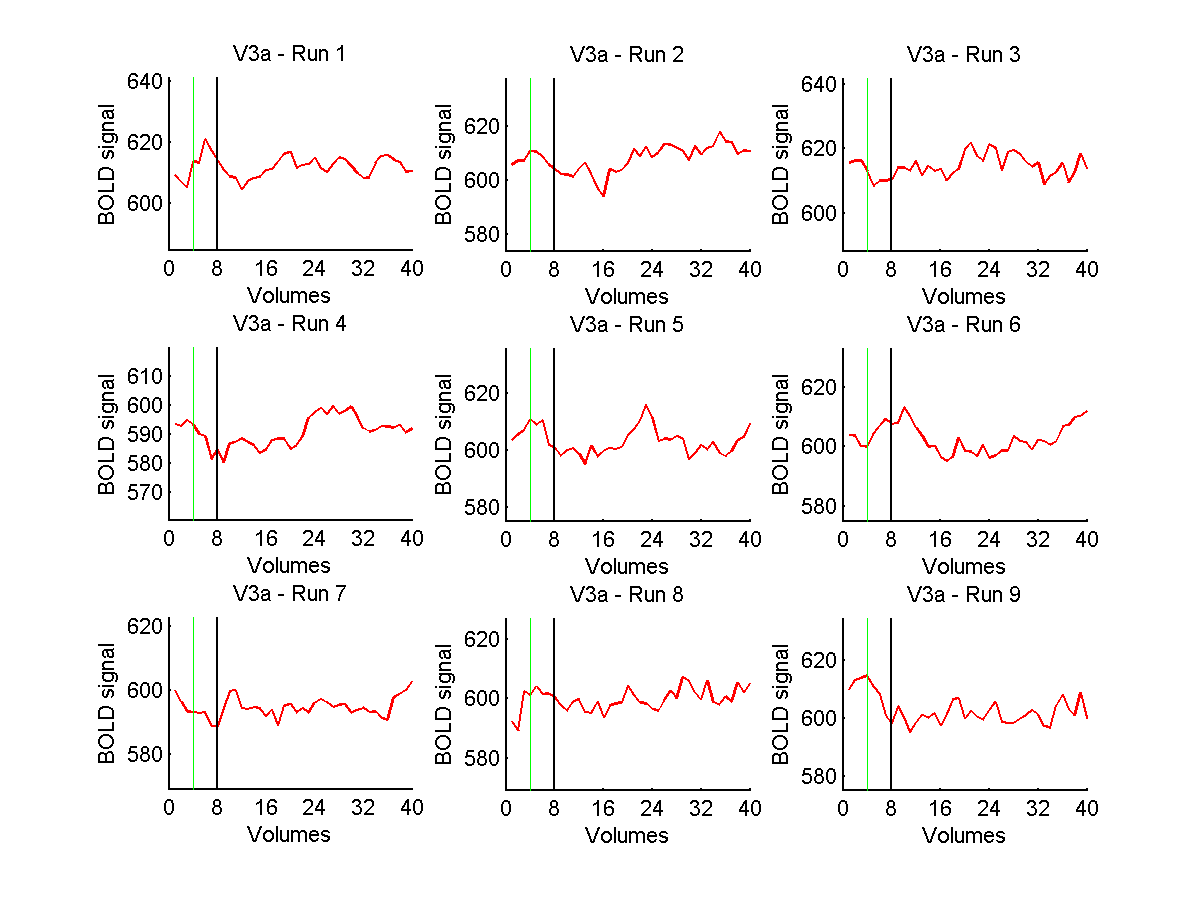 V3a - Run 1
BOLD signal
640
620
600
0 8 16 24 32 40
Volumes
V3a - Run 2
BOLD signal
620
600
580
0 8 16 24 32 40
Volumes
V3a - Run 3
BOLD signal
640
620
600
0 8 16 24 32 40
Volumes
V3a - Run 4
BOLD signal
610
600
590
580
570
0 8 16 24 32 40
Volumes
V3a - Run 5
BOLD signal
620
600
580
0 8 16 24 32 40
Volumes
V3a - Run 6
BOLD signal
620
600
580
0 8 16 24 32 40
Volumes
V3a - Run 7
BOLD signal
620
600
580
0 8 16 24 32 40
Volumes
V3a - Run 8
BOLD signal
620
600
580
0 8 16 24 32 40
Volumes
V3a - Run 9
BOLD signal
620
600
580
0 8 16 24 32 40
Volumes